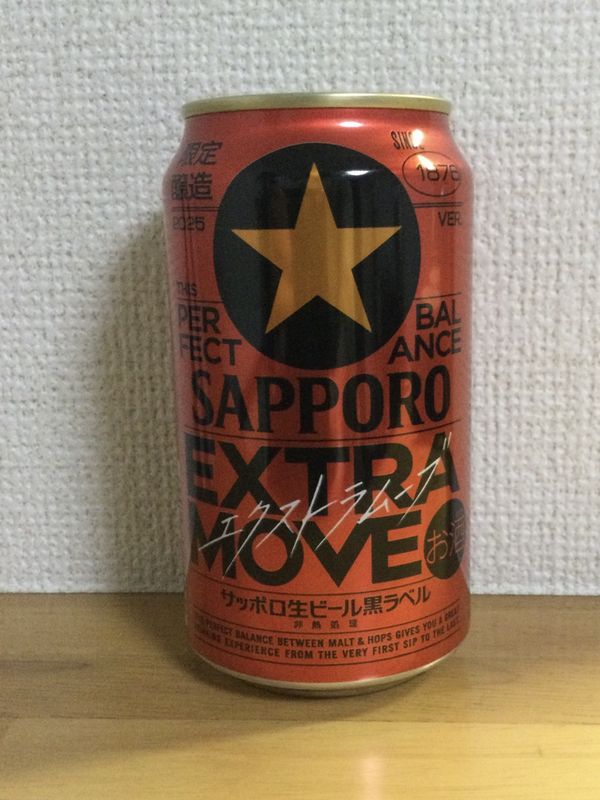 限定
醸造
2025
SINCE
1876
VER.
THIS
PER
FECT
BAL
ANCE
SAPPORO
EXTRA
MOVE
エクストラムーブ
お酒
サッポロ生ビール黒ラベル
非熱処理
PERFECT BALANCE BETWEEN MALT & HOPS GIVES YOU A GREAT
EXPERIENCE FROM THE VERY FIRST SIP TO THE LAST.